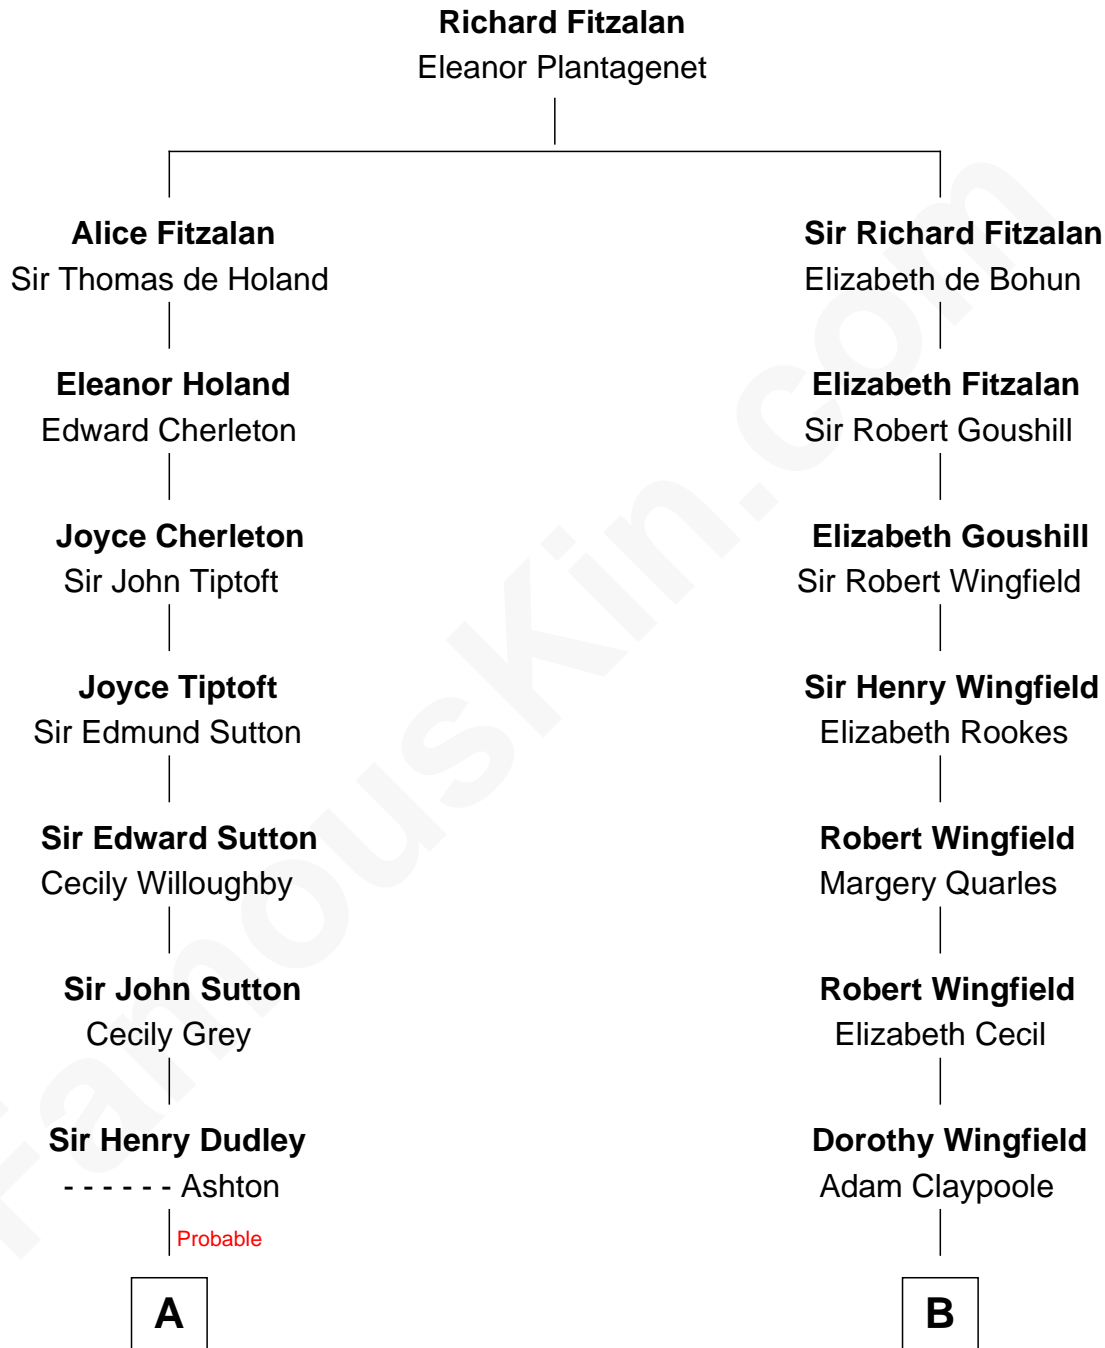 Richard Fitzalan
Eleanor Plantagenet
Alice Fitzalan
Sir Thomas de Holand
Sir Richard Fitzalan
Elizabeth de Bohun
Eleanor Holand
Edward Cherleton
Elizabeth Fitzalan
Sir Robert Goushill
Joyce Cherleton
Sir John Tiptoft
Elizabeth Goushill
Sir Robert Wingfield
Joyce Tiptoft
Sir Edmund Sutton
Sir Henry Wingfield
Elizabeth Rookes
Sir Edward Sutton
Cecily Willoughby
Robert Wingfield
Margery Quarles
Sir John Sutton
Cecily Grey
Robert Wingfield
Elizabeth Cecil
Sir Henry Dudley
- - - - - - Ashton
Dorothy Wingfield
Adam Claypoole
Probable
A
B
FamousKin.com